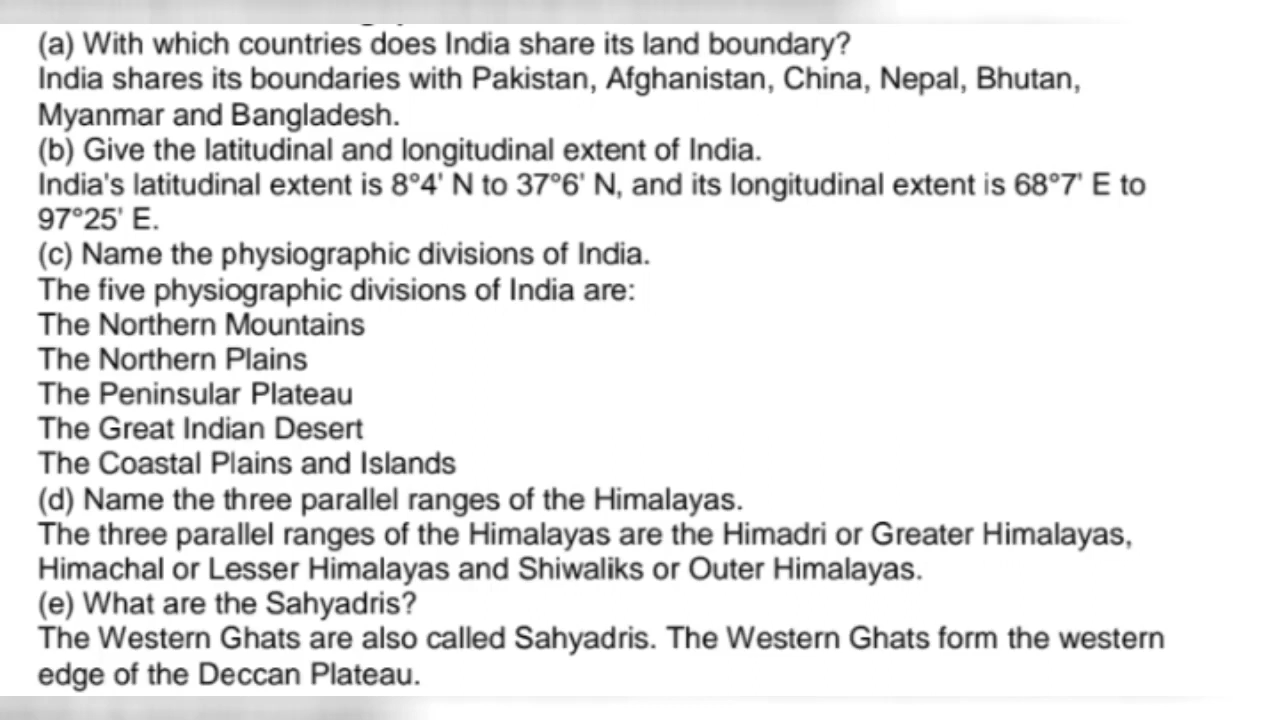 (a) With which countries does India share its land boundary?
India shares its boundaries with Pakistan, Afghanistan, China, Nepal, Bhutan,
Myanmar and Bangladesh.
(b) Give the latitudinal and longitudinal extent of India.
India's latitudinal extent is 8°4' N to 37°6' N, and its longitudinal extent is 68°7' E to
97°25' E.
(c) Name the physiographic divisions of India.
The five physiographic divisions of India are:
The Northern Mountains
The Northern Plains
The Peninsular Plateau
The Great Indian Desert
The Coastal Plains and Islands
(d) Name the three parallel ranges of the Himalayas.
The three parallel ranges of the Himalayas are the Himadri or Greater Himalayas,
Himachal or Lesser Himalayas and Shiwaliks or Outer Himalayas.
(e) What are the Sahyadris?
The Western Ghats are also called Sahyadris. The Western Ghats form the western
edge of the Deccan Plateau.